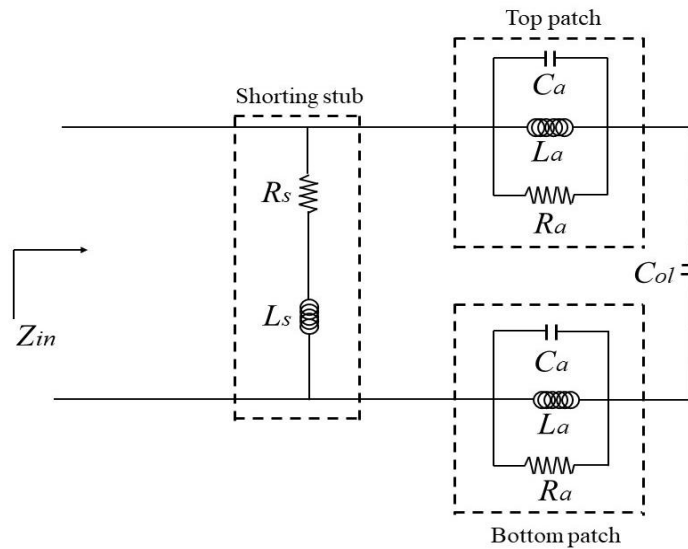 Top patch
Ca
La
Ra
Shorting stub
Rs
Ls
Zin
Col
Ca
La
Ra
Bottom patch